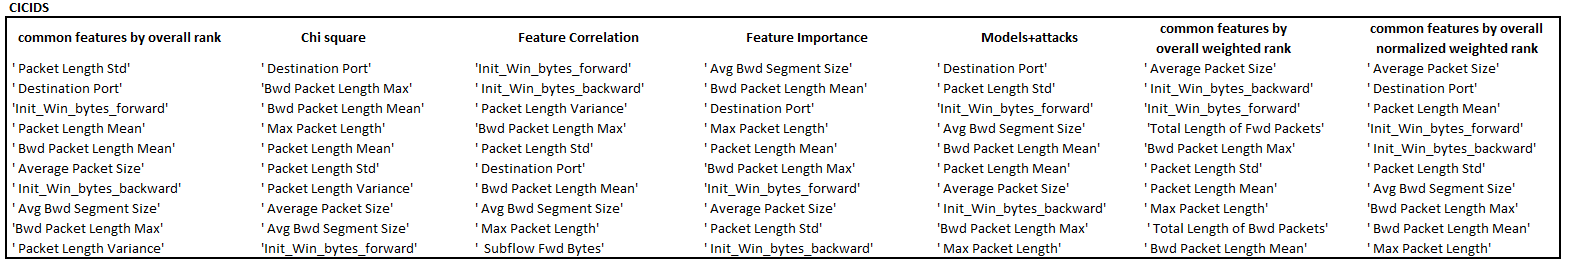 CICIDS
common features by overall rank Chi square Feature Correlation Feature Importance Models+attacks common features by overall weighted rank common features by overall normalized weighted rank
' Packet Length Std' ' Destination Port' 'Init_Win_bytes_forward' ' Avg Bwd Segment Size' ' Destination Port' ' Average Packet Size' ' Average Packet Size'
' Destination Port' 'Bwd Packet Length Max' ' Init_Win_bytes_backward' ' Bwd Packet Length Mean' ' Packet Length Std' ' Init_Win_bytes_backward' ' Destination Port'
'Init_Win_bytes_forward' ' Bwd Packet Length Mean' ' Packet Length Variance' ' Destination Port' 'Init_Win_bytes_forward' 'Init_Win_bytes_forward' ' Packet Length Mean'
' Packet Length Mean' ' Max Packet Length' 'Bwd Packet Length Max' ' Max Packet Length' ' Avg Bwd Segment Size' 'Total Length of Fwd Packets' 'Init_Win_bytes_forward'
' Bwd Packet Length Mean' ' Packet Length Mean' ' Packet Length Std' ' Packet Length Mean' ' Bwd Packet Length Mean' 'Bwd Packet Length Max' ' Init_Win_bytes_backward'
' Average Packet Size' ' Packet Length Std' ' Destination Port' 'Bwd Packet Length Max' ' Packet Length Mean' ' Packet Length Std' ' Packet Length Std'
' Init_Win_bytes_backward' ' Packet Length Variance' ' Bwd Packet Length Mean' 'Init_Win_bytes_forward' ' Average Packet Size' ' Packet Length Mean' ' Avg Bwd Segment Size'
' Avg Bwd Segment Size' ' Average Packet Size' ' Avg Bwd Segment Size' ' Average Packet Size' ' Init_Win_bytes_backward' ' Max Packet Length' 'Bwd Packet Length Max'
'Bwd Packet Length Max' ' Avg Bwd Segment Size' ' Max Packet Length' ' Packet Length Std' 'Bwd Packet Length Max' ' Total Length of Bwd Packets' ' Bwd Packet Length Mean'
' Packet Length Variance' 'Init_Win_bytes_forward' ' Subflow Fwd Bytes' ' Init_Win_bytes_backward' ' Max Packet Length' ' Bwd Packet Length Mean' ' Max Packet Length'